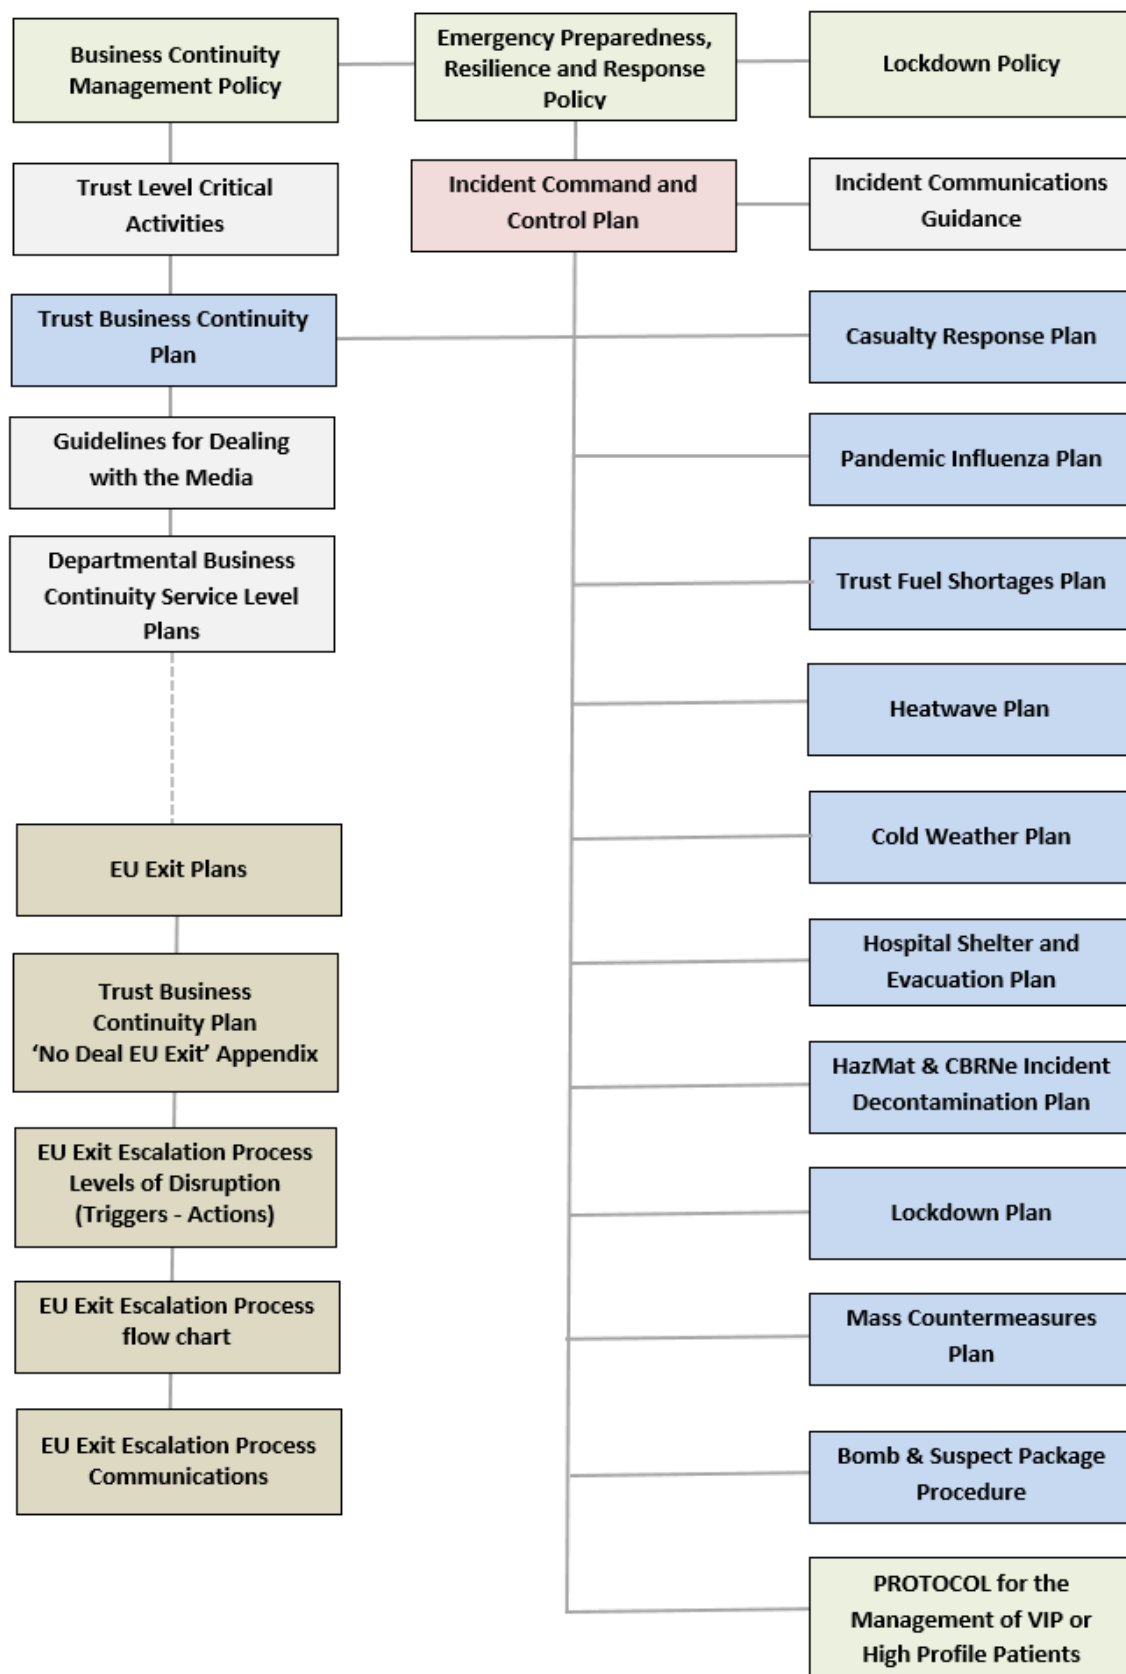 Business Continuity
Management Policy
Emergency Preparedness,
Resilience and Response
Policy
Lockdown Policy
Trust Level Critical
Activities
Incident Command and
Control Plan
Incident Communications
Guidance
Trust Business Continuity
Plan
Casualty Response Plan
Guidelines for Dealing
with the Media
Pandemic Influenza Plan
Departmental Business
Continuity Service Level
Plans
Trust Fuel Shortages Plan
Heatwave Plan
Cold Weather Plan
EU Exit Plans
Hospital Shelter and
Evacuation Plan
Trust Business
Continuity Plan
‘No Deal EU Exit’ Appendix
HazMat & CBRNe Incident
Decontamination Plan
EU Exit Escalation Process
Levels of Disruption
(Triggers - Actions)
Lockdown Plan
EU Exit Escalation Process
flow chart
Mass Countermeasures
Plan
EU Exit Escalation Process
Communications
Bomb & Suspect Package
Procedure
PROTOCOL for the
Management of VIP or
High Profile Patients